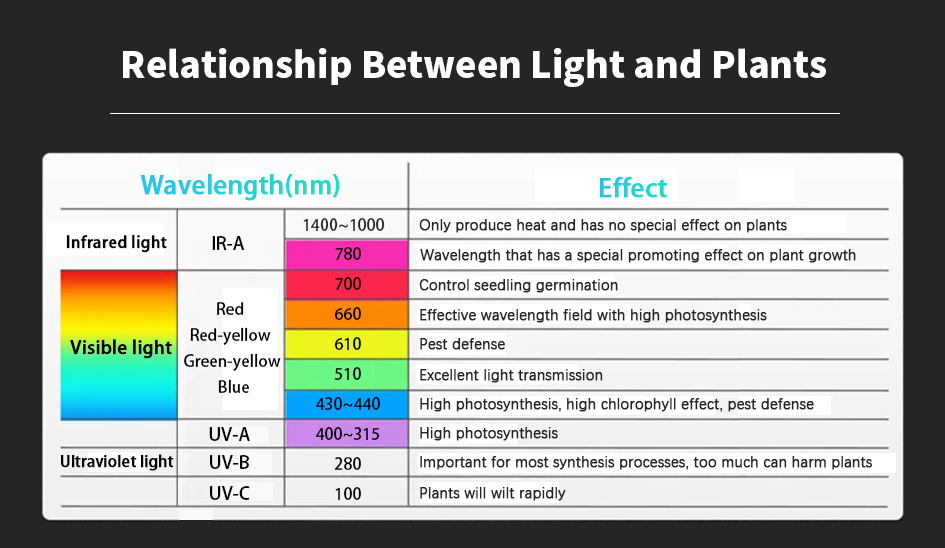 Relationship Between Light and Plants
Wavelength(nm) Effect
Infrared light IR-A 1400~1000 Only produce heat and has no special effect on plants
780 Wavelength that has a special promoting effect on plant growth
Visible light Red Red-yellow Green-yellow Blue 700 Control seedling germination
660 Effective wavelength field with high photosynthesis
610 Pest defense
510 Excellent light transmission
430~440 High photosynthesis, high chlorophyll effect, pest defense
Ultraviolet light UV-A 400~315 High photosynthesis
UV-B 280 Important for most synthesis processes, too much can harm plants
UV-C 100 Plants will wilt rapidly